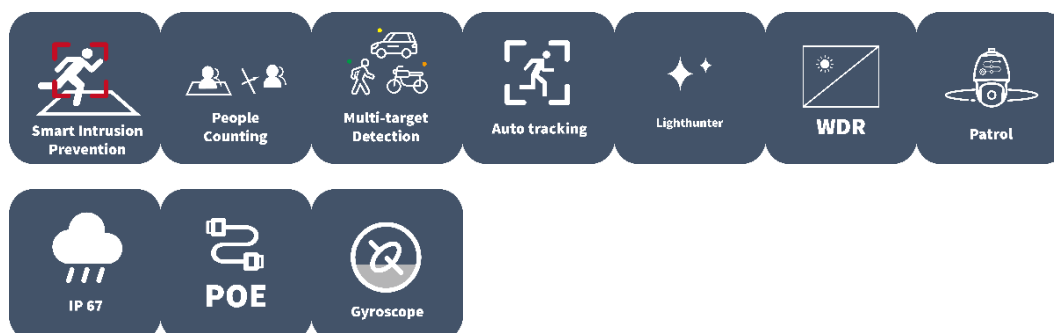 Smart Intrusion
Prevention
People
Counting
Multi-target
Detection
Auto tracking
Lighthunter
WDR
Patrol
IP 67
POE
Gyroscope